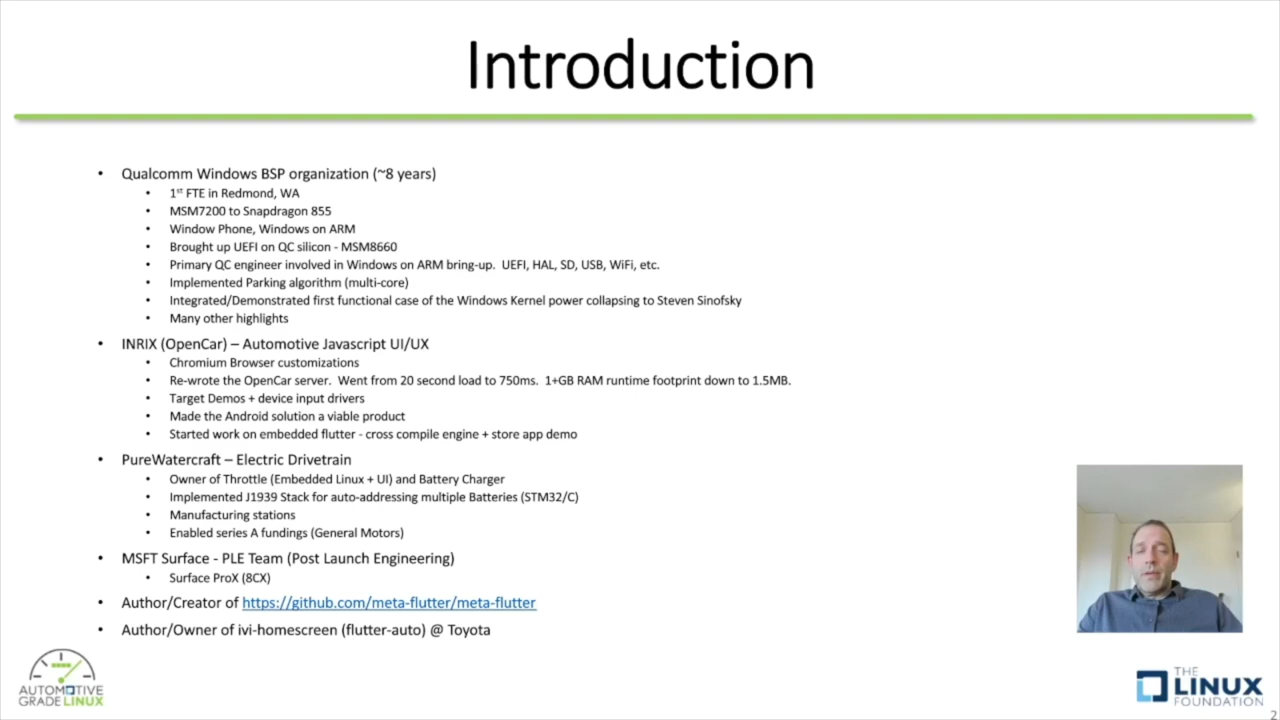 Introduction
• Qualcomm Windows BSP organization (~8 years)
• 1st FTE in Redmond, WA
• MSM7200 to Snapdragon 855
• Window Phone, Windows on ARM
• Brought up UEFI on QC silicon - MSM8660
• Primary QC engineer involved in Windows on ARM bring-up.  UEFI, HAL, SD, USB, WiFi, etc.
• Implemented Parking algorithm (multi-core)
• Integrated/Demonstrated first functional case of the Windows Kernel power collapsing to Steven Sinofsky
• Many other highlights
• INRIX (OpenCar) – Automotive Javascript UI/UX
• Chromium Browser customizations
• Re-wrote the OpenCar server.  Went from 20 second load to 750ms.  1+GB RAM runtime footprint down to 1.5MB.
• Target Demos + device input drivers
• Made the Android solution a viable product
• Started work on embedded flutter - cross compile engine + store app demo
• PureWatercraft – Electric Drivetrain
• Owner of Throttle (Embedded Linux + UI) and Battery Charger
• Implemented J1939 Stack for auto-addressing multiple Batteries (STM32/C)
• Manufacturing stations
• Enabled series A fundings (General Motors)
• MSFT Surface - PLE Team (Post Launch Engineering)
• Surface ProX (8CX)
• Author/Creator of https://github.com/meta-flutter/meta-flutter
• Author/Owner of ivi-homescreen (flutter-auto) @ Toyota
AUTOMOTIVE
GRADE LINUX
THE
LINUX
FOUNDATION
2